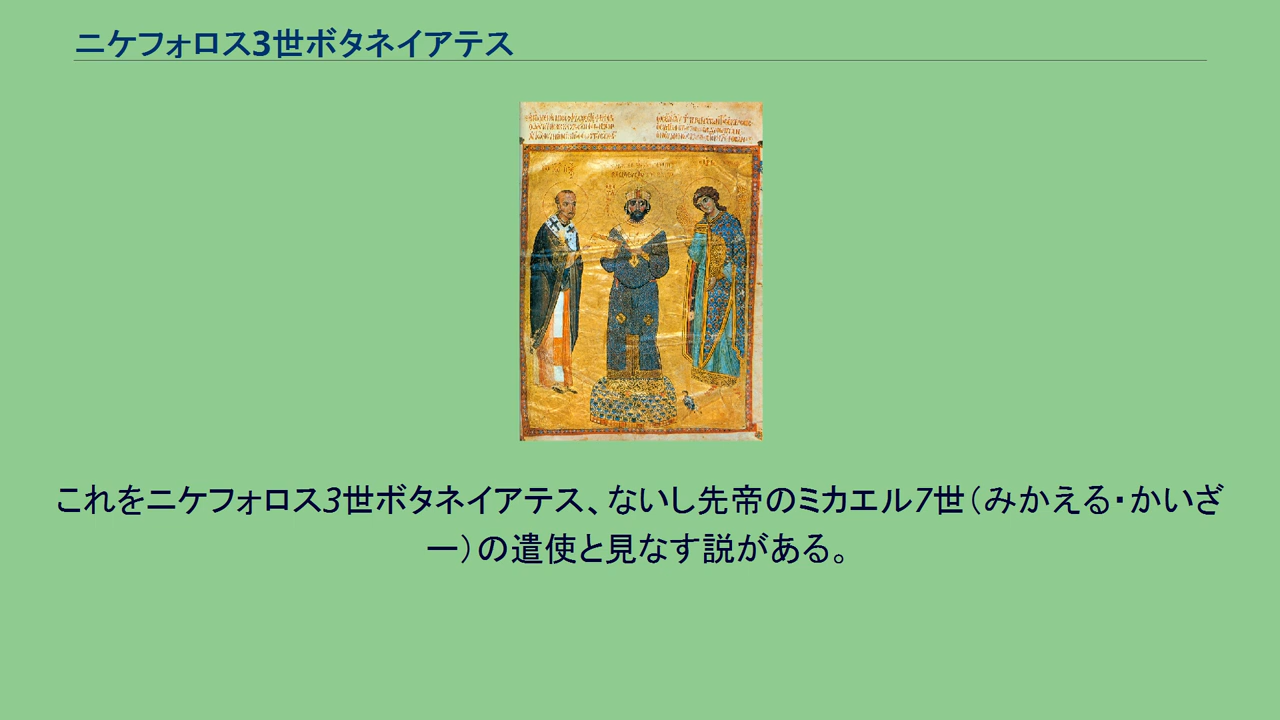 ニケフォロス3世ボタネイアテス
これをニケフォロス3世ボタネイアテス、ないし先帝のミカエル7世（みかえる・かいざ
ー）の遣使と見なす説がある。